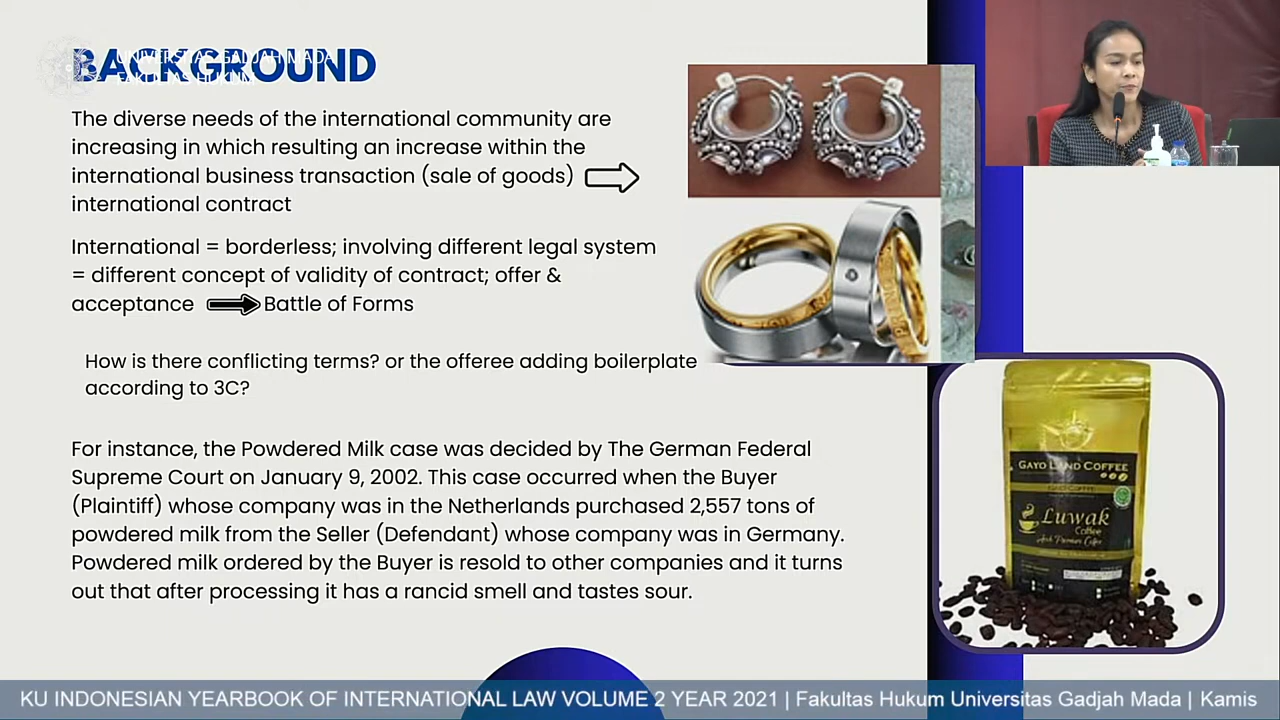 UNIVERSITAS GADJAH MADA
FAKULTAS HUKUM
BACKGROUND
The diverse needs of the international community are
increasing in which resulting an increase within the
international business transaction (sale of goods)
international contract
International = borderless; involving different legal system
= different concept of validity of contract; offer &
acceptance Battle of Forms
How is there conflicting terms? or the offeree adding boilerplate
according to 3C?
For instance, the Powdered Milk case was decided by The German Federal
Supreme Court on January 9, 2002. This case occurred when the Buyer
(Plaintiff) whose company was in the Netherlands purchased 2,557 tons of
powdered milk from the Seller (Defendant) whose company was in Germany.
Powdered milk ordered by the Buyer is resold to other companies and it turns
out that after processing it has a rancid smell and tastes sour.
GAYO LAND COFFEE
Luwak
Coffee
KU INDONESIAN YEARBOOK OF INTERNATIONAL LAW VOLUME 2 YEAR 2021 | Fakultas Hukum Universitas Gadjah Mada | Kamis